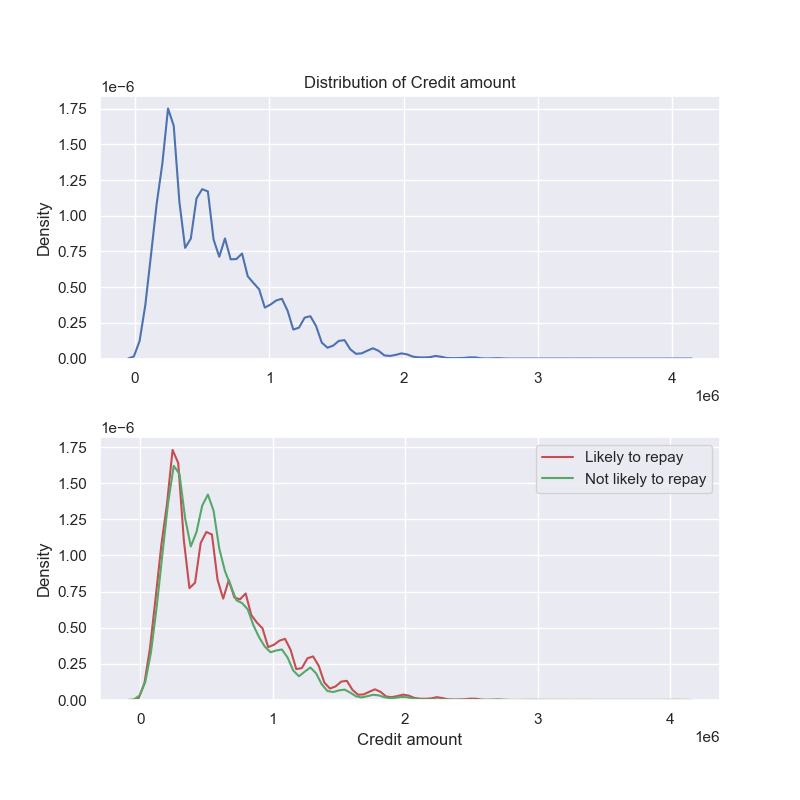 Distribution of Credit amount
1e−6
1.75
1.50
1.25
1.00
0.75
0.50
0.25
0.00
Density
0 1 2 3 4
1e6
1e−6
1.75
1.50
1.25
1.00
0.75
0.50
0.25
0.00
Density
Likely to repay
Not likely to repay
0 1 2 3 4
Credit amount
1e6